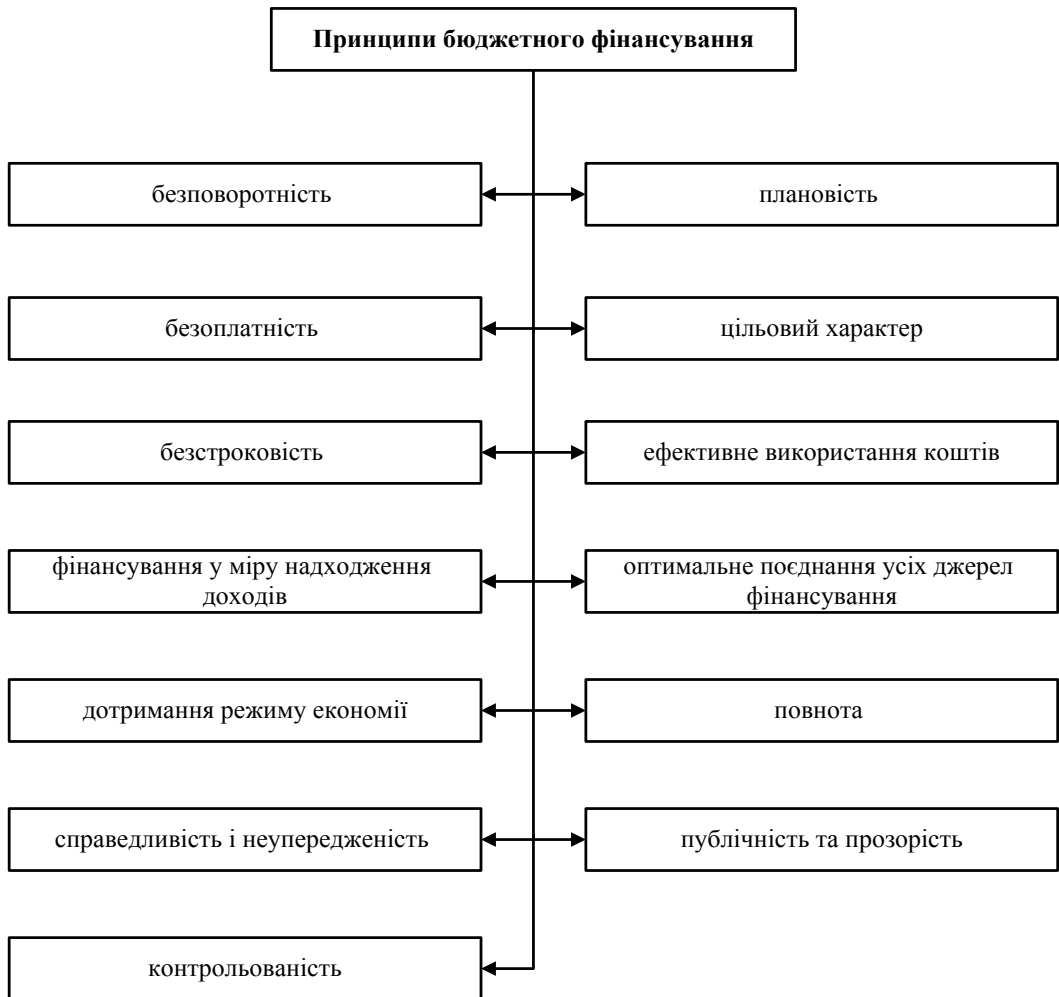 Принципи бюджетного фінансування
безповоротність
плановість
безоплатність
цільовий характер
безстроковість
ефективне використання коштів
фінансування у міру надходження
доходів
оптимальне поєднання усіх джерел
фінансування
дотримання режиму економії
повнота
справедливість і неупередженість
публічність та прозорість
контрольованість